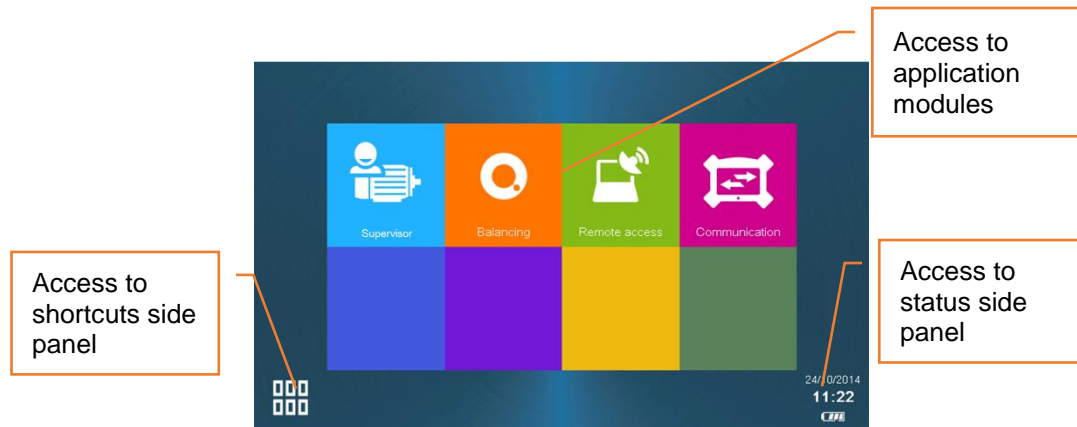 Access to
application
modules
Supervisor
Balancing
Remote access
Communication
Access to
shortcuts side
panel
Access to
status side
panel
24/10/2014
11:22